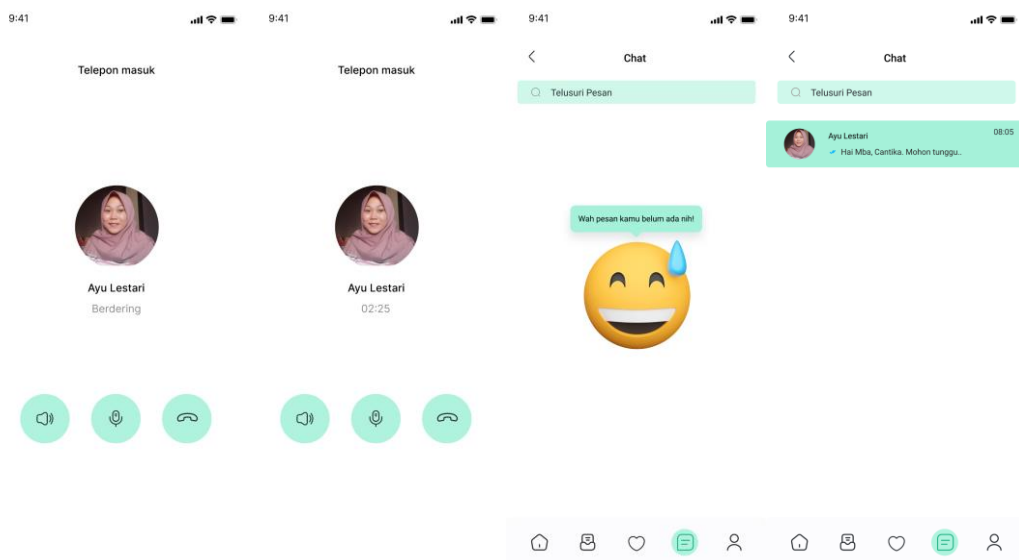 9:41
Telepon masuk
Ayu Lestari
Berdering
9:41
Telepon masuk
Ayu Lestari
02:25
9:41
Chat
Telusuri Pesan
Wah pesan kamu belum ada nih!
9:41
Chat
Telusuri Pesan
Ayu Lestari
08:05
Hai Mba, Cantika. Mohon tunggu..